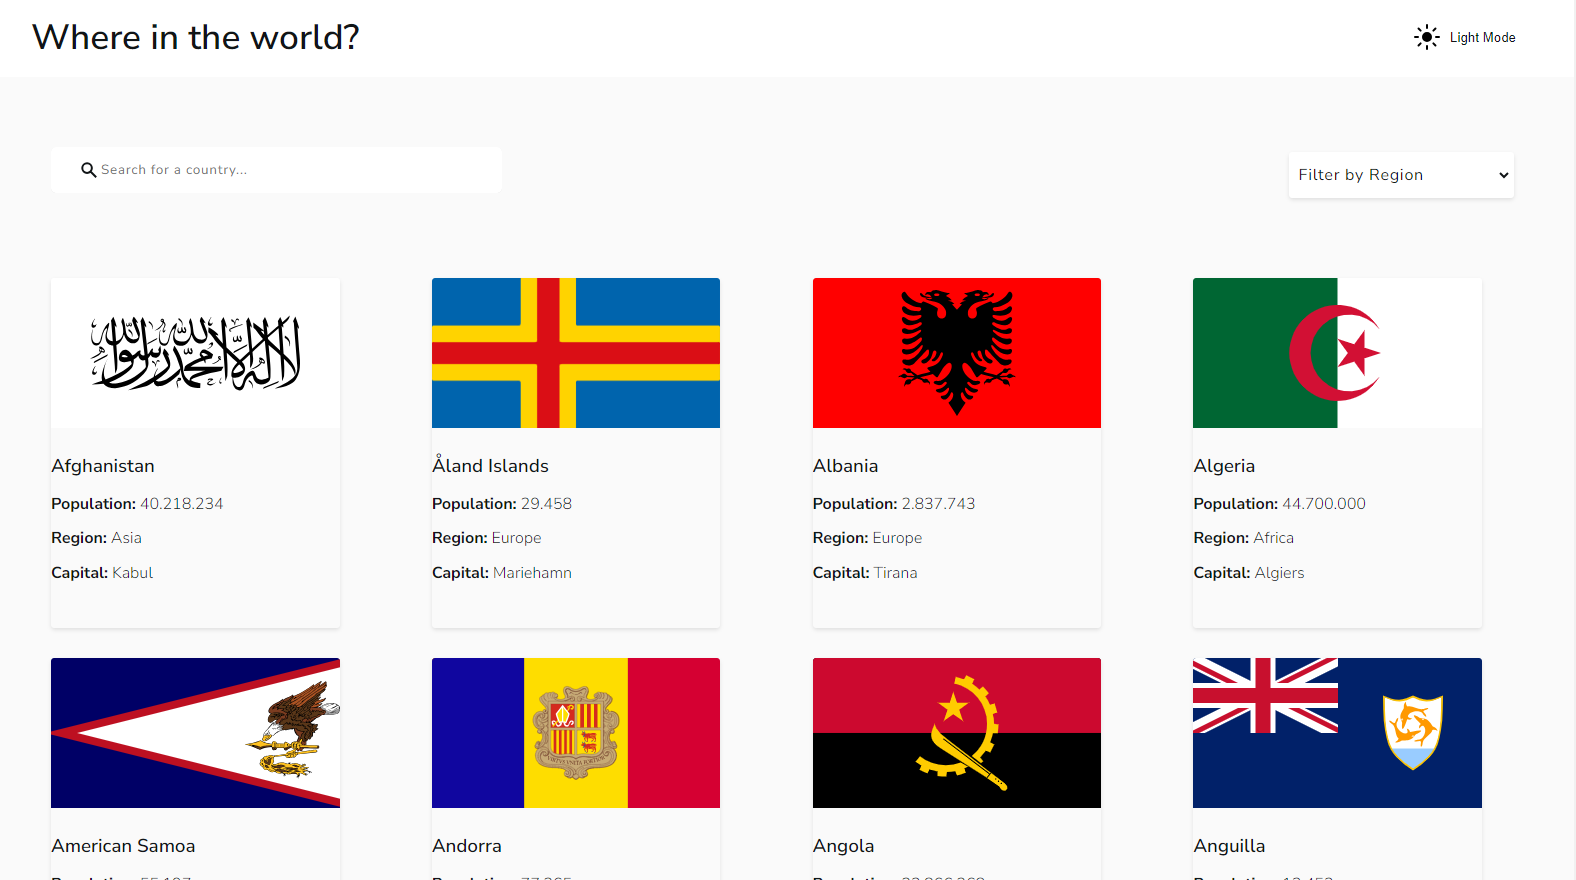 Where in the world?
Light Mode
Search for a country...
Filter by Region
لا إله إلا الله محمد رسول الله
Afghanistan
Population: 40.218.234
Region: Asia
Capital: Kabul
Åland Islands
Population: 29.458
Region: Europe
Capital: Mariehamn
Albania
Population: 2.837.743
Region: Europe
Capital: Tirana
Algeria
Population: 44.700.000
Region: Africa
Capital: Algiers
American Samoa
VIRTVS VNITA FORTIOR
Andorra
Angola
Anguilla